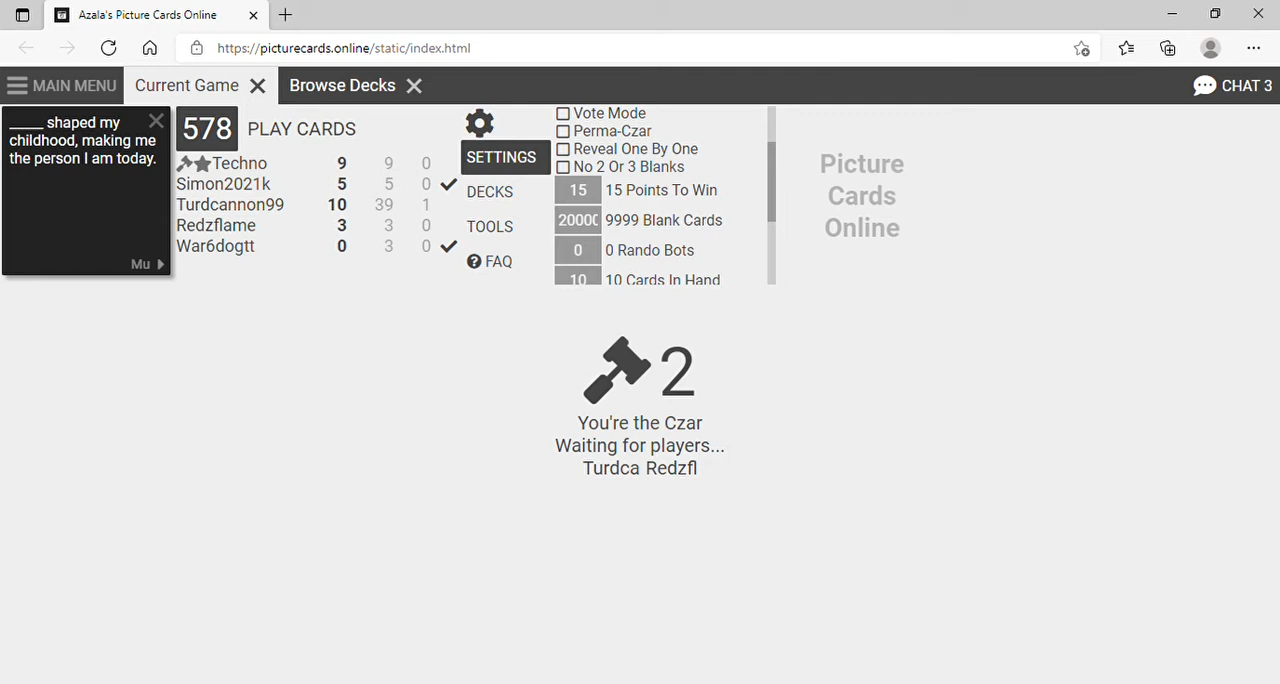 Azala's Picture Cards Online
https://picturecards.online/static/index.html
MAIN MENU
Current Game
Browse Decks
CHAT 3
_____ shaped my
childhood, making me
the person I am today.
Mu
578 PLAY CARDS
Techno 9 9 0
Simon2021k 5 5 0
Turdcannon99 10 39 1
Redzflame 3 3 0
War6dogtt 0 3 0
SETTINGS
DECKS
TOOLS
? FAQ
Vote Mode
Perma-Czar
Reveal One By One
No 2 Or 3 Blanks
15 15 Points To Win
20000 9999 Blank Cards
0 0 Rando Bots
10 10 Cards In Hand
Picture
Cards
Online
2
You're the Czar
Waiting for players...
Turdca Redzfl